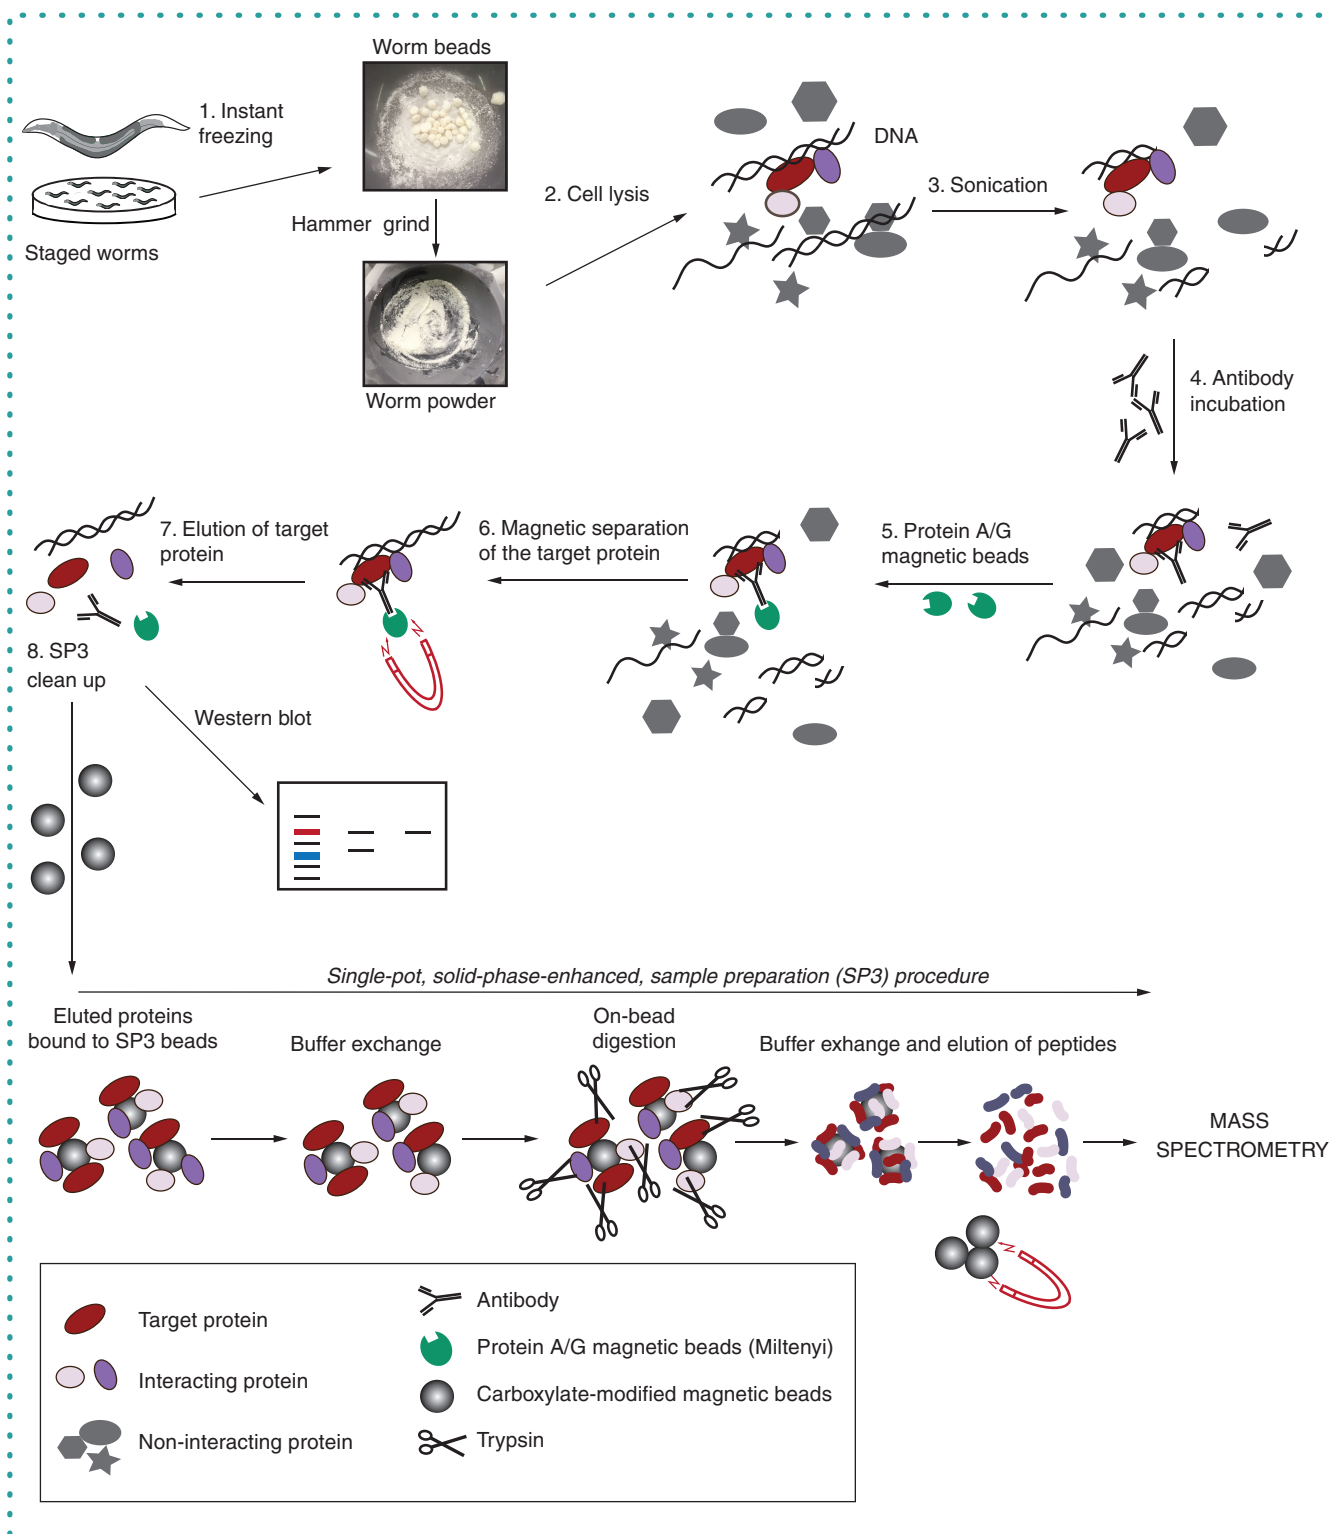 Worm beads
1. Instant
freezing
Staged worms
Hammer grind
Worm powder
2. Cell lysis
DNA
3. Sonication
4. Antibody
incubation
5. Protein A/G
magnetic beads
6. Magnetic separation
of the target protein
7. Elution of target
protein
8. SP3
clean up
Western blot
Single-pot, solid-phase-enhanced, sample preparation (SP3) procedure
Eluted proteins
bound to SP3 beads
Buffer exchange
On-bead
digestion
Buffer exhange and elution of peptides
MASS
SPECTROMETRY
Target protein
Interacting protein
Non-interacting protein
Antibody
Protein A/G magnetic beads (Miltenyi)
Carboxylate-modified magnetic beads
Trypsin